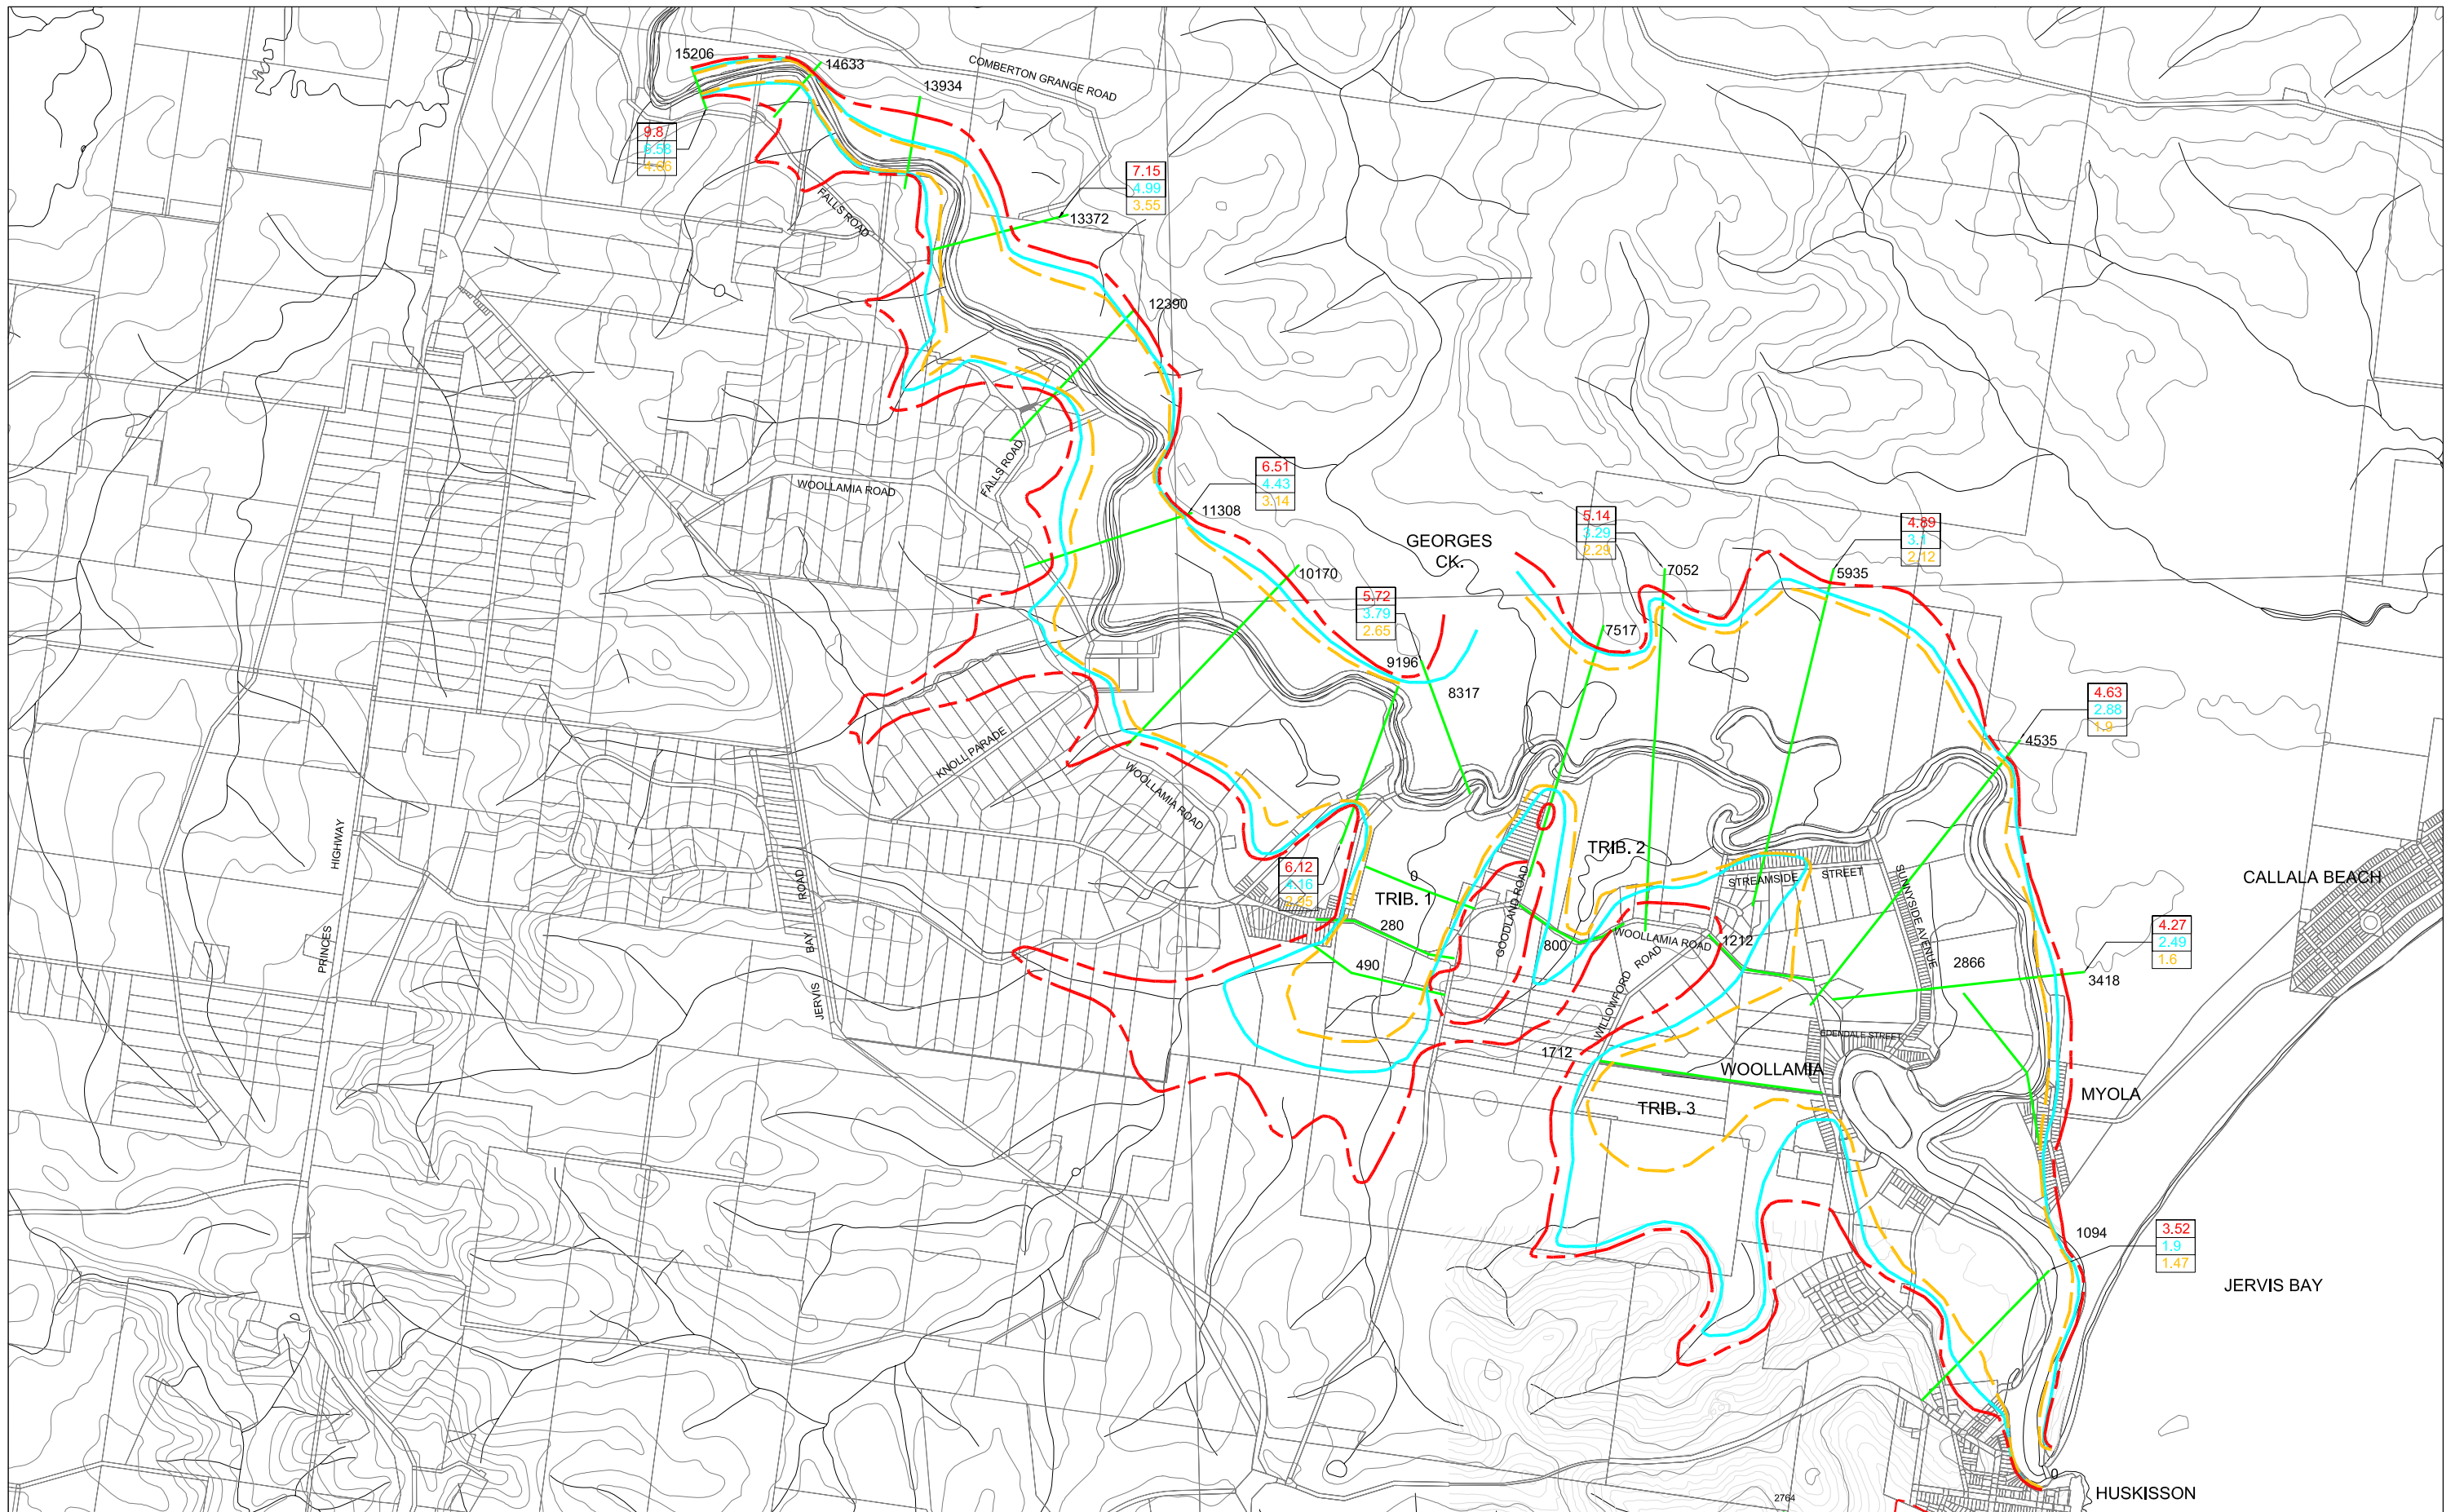 15206
14633
COMBERTON GRANGE ROAD
13934
9.8
6.58
4.66
7.15
4.99
3.55
FALLS ROAD
13372
12390
WOOLLAMIA ROAD
FALLS ROAD
6.51
4.43
3.14
11308
5.14
3.29
2.29
4.89
3.1
2.12
GEORGES
CK.
10170
7052
5935
5.72
3.79
2.65
7517
9196
8317
4.63
2.88
1.9
4535
KNOLL PARADE
WOOLLAMIA ROAD
PRINCES
HIGHWAY
JERVIS
BAY
ROAD
6.12
4.16
2.95
0
TRIB. 1
280
490
GOODLAND ROAD
TRIB. 2
800
WOOLLAMIA ROAD
WILLOWFORD ROAD
1212
STREAMSIDE STREET
SUNNYSIDE AVENUE
CALLALA BEACH
4.27
2.49
1.6
2866
3418
EDENDALE STREET
1712
WOOLLAMIA
TRIB. 3
MYOLA
1094
3.52
1.9
1.47
JERVIS BAY
0
HUSKISSON
2764